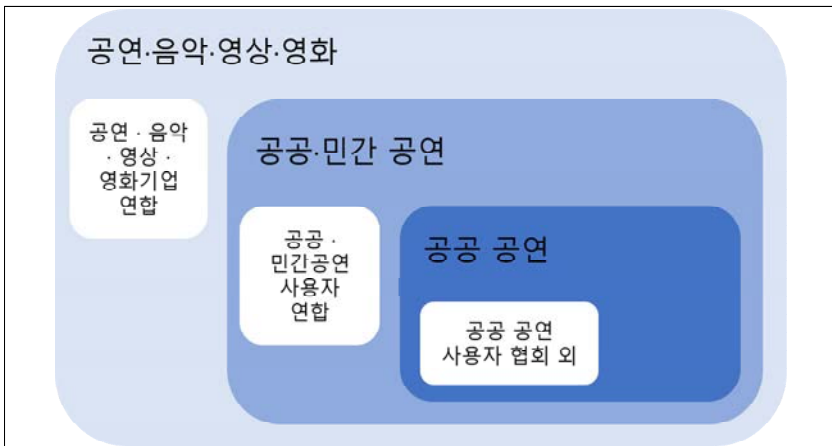 공연·음악·영상·영화
공연 · 음악
· 영상 ·
영화기업
연합
공공·민간 공연
공공 ·
민간공연
사용자
연합
공공 공연
공공 공연
사용자 협회 외